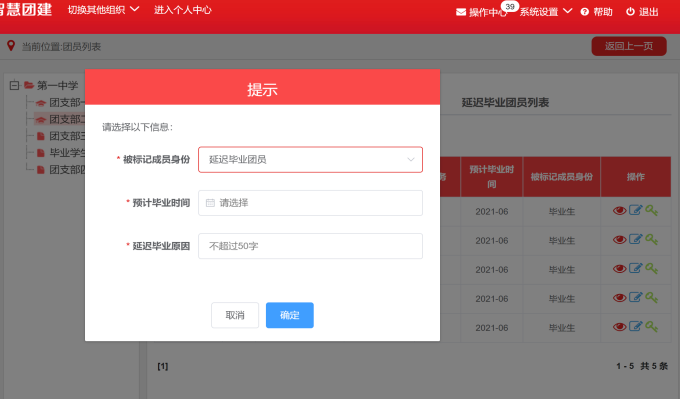 智慧团建 切换其他组织 进入个人中心 操作中心 39 系统设置 帮助 退出
当前位置:团员列表 返回上一页
第一中学
团支部
团支部二
团支部三
毕业学生
团支部四
延迟毕业团员列表
务 预计毕业时间 被标记成员身份 操作
2021-06 毕业生
2021-06 毕业生
2021-06 毕业生
2021-06 毕业生
2021-06 毕业生
[1] 1 - 5 共 5 条
提示
请选择以下信息:
* 被标记成员身份 延迟毕业团员
* 预计毕业时间 请选择
* 延迟毕业原因 不超过50字
取消 确定